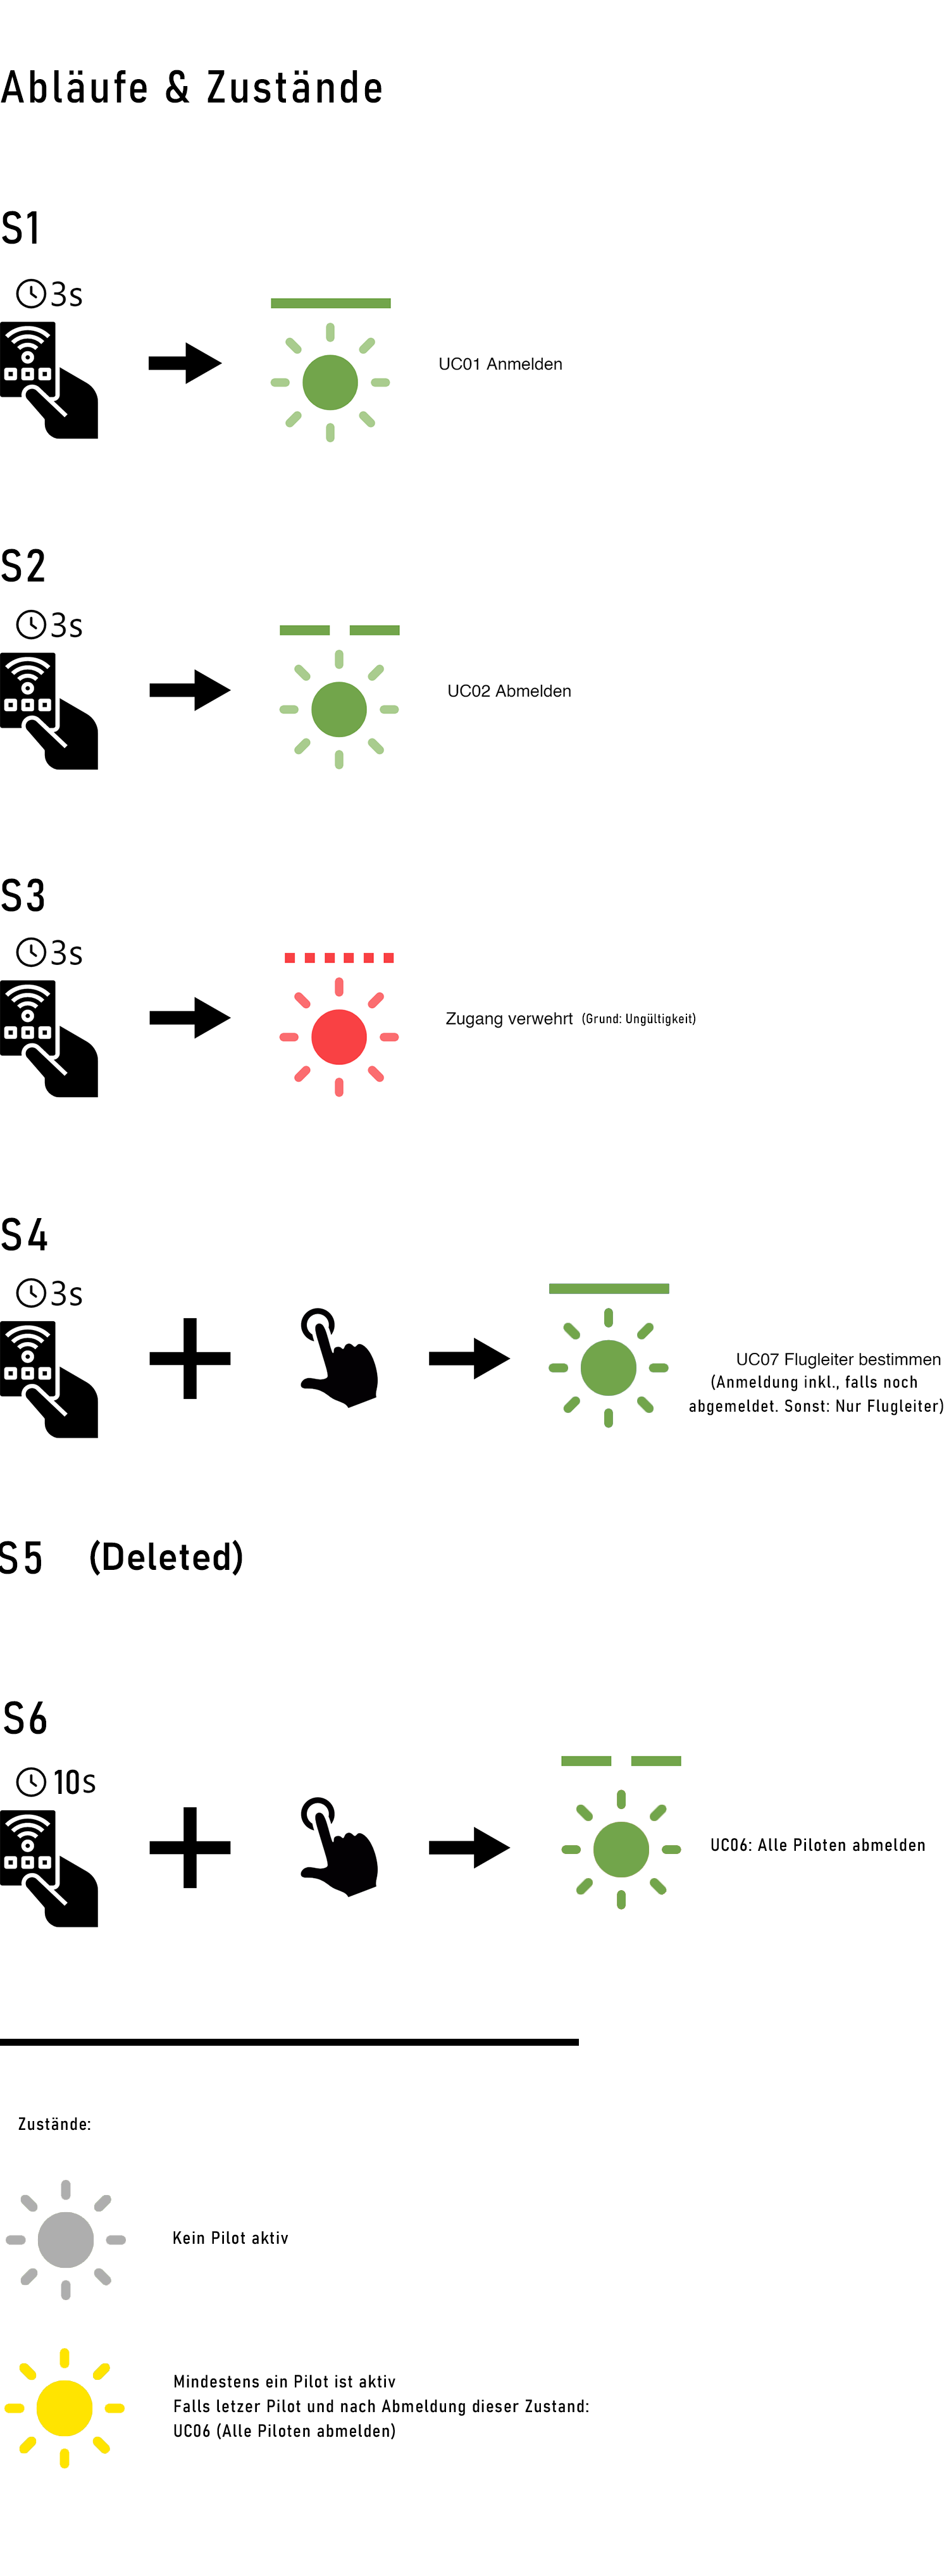 Abläufe & Zustände
S1
3s
UC01 Anmelden
S2
3s
UC02 Abmelden
S3
3s
Zugang verwehrt (Grund: Ungültigkeit)
S4
3s
UC07 Flugleiter bestimmen
(Anmeldung inkl., falls noch
abgemeldet. Sonst: Nur Flugleiter)
S5 (Deleted)
S6
10s
UC06: Alle Piloten abmelden
Zustände:
Kein Pilot aktiv
Mindestens ein Pilot ist aktiv
Falls letzer Pilot und nach Abmeldung dieser Zustand:
UC06 (Alle Piloten abmelden)